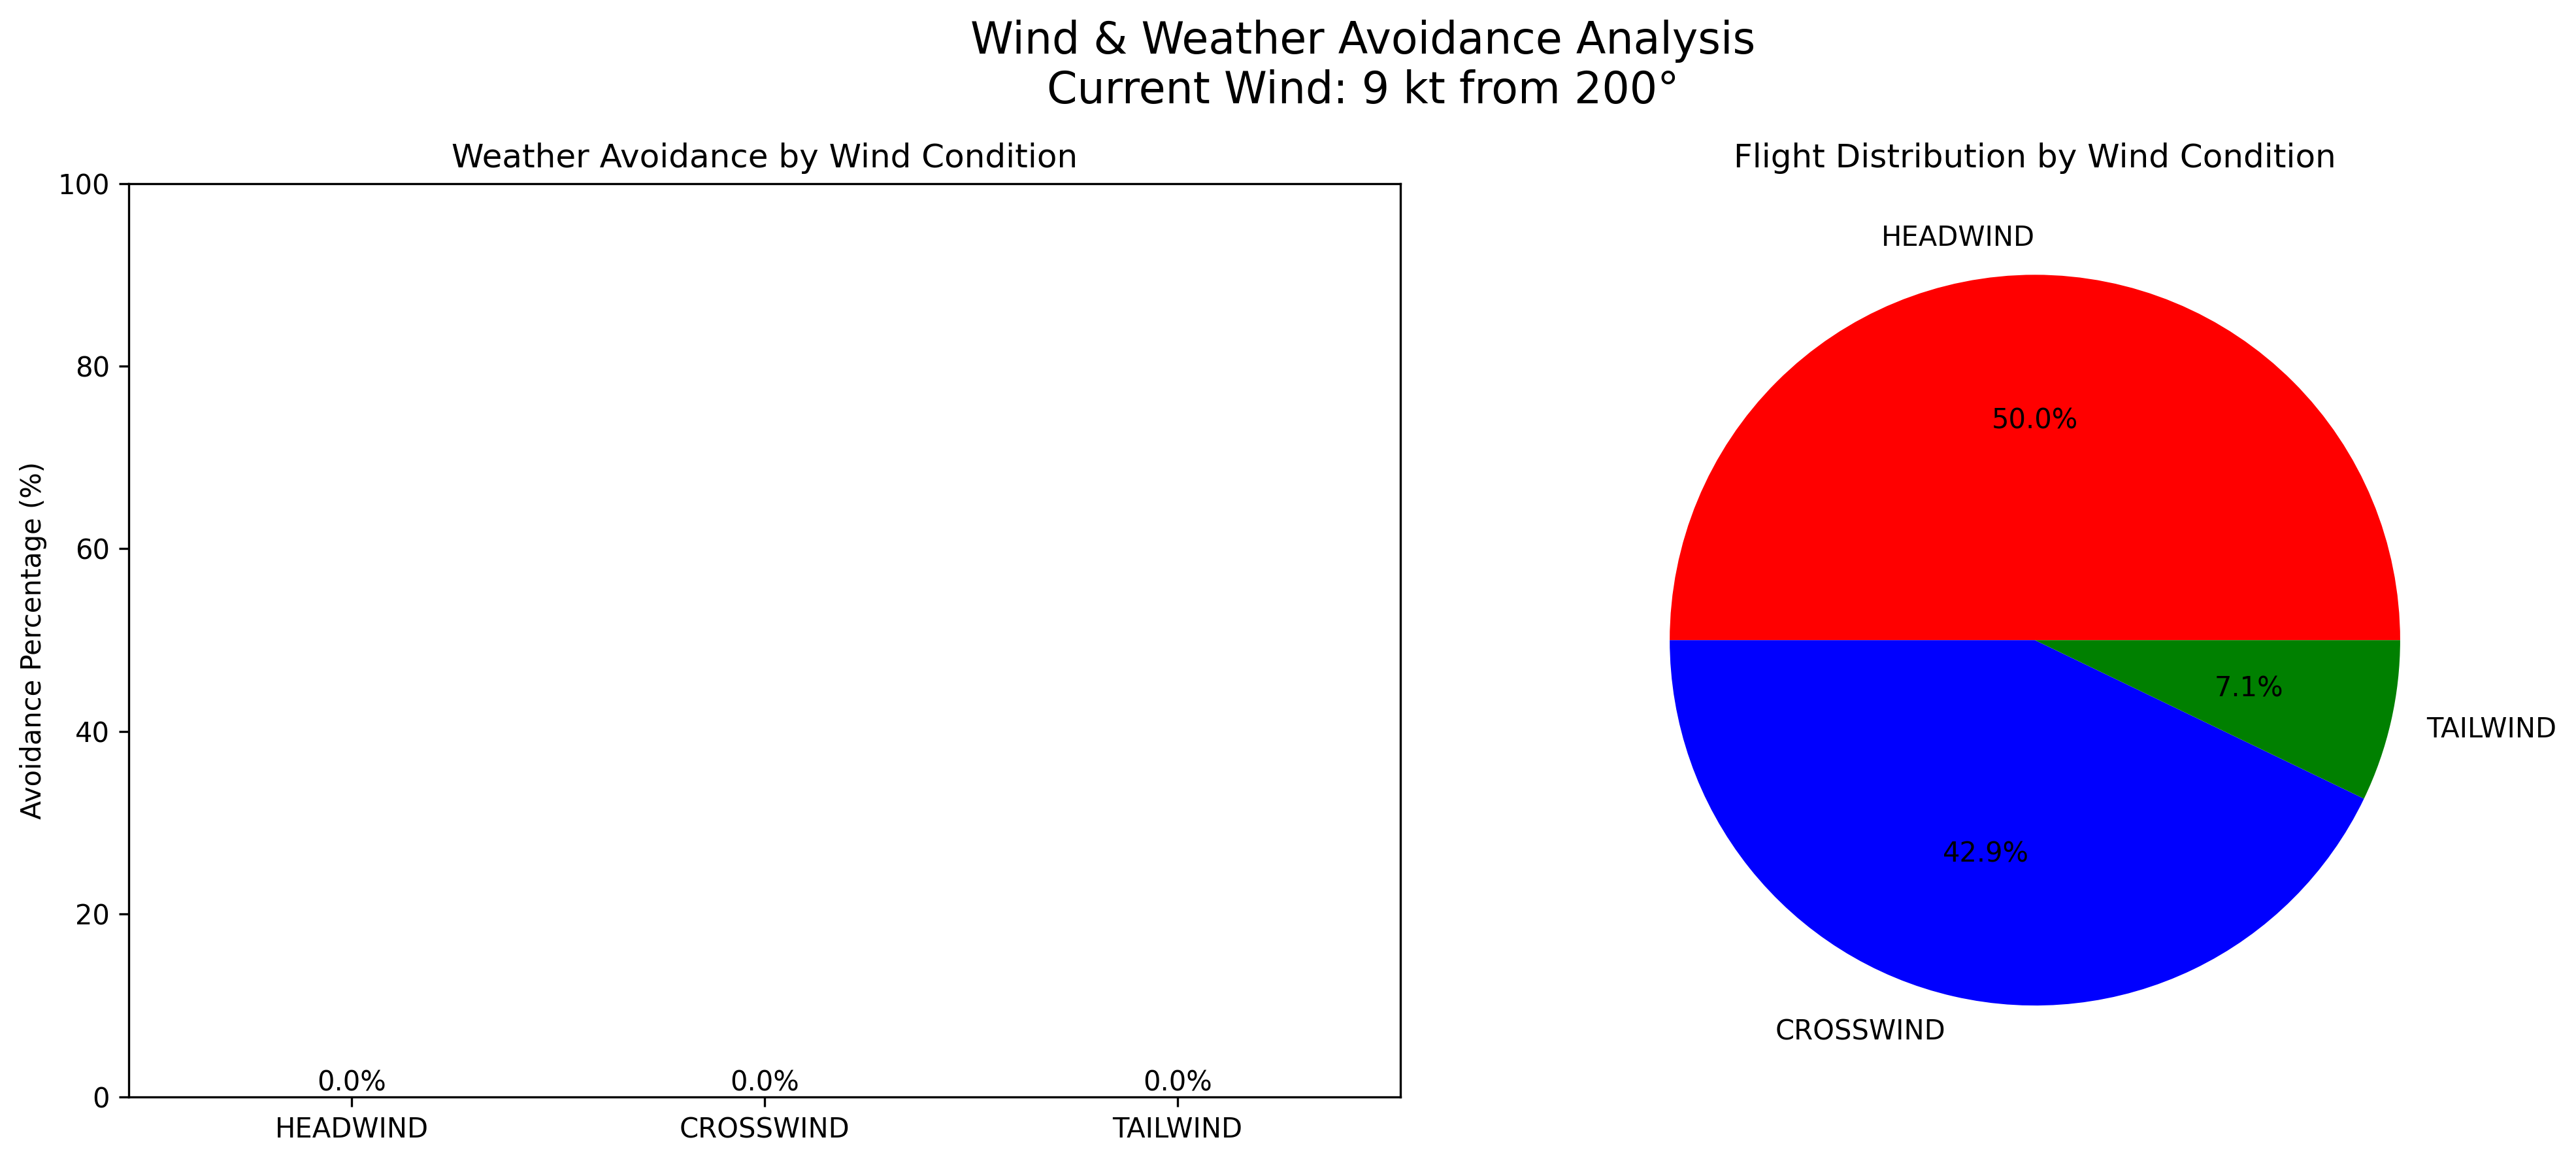 Wind & Weather Avoidance Analysis
Current Wind: 9 kt from 200°
Weather Avoidance by Wind Condition
100
80
60
40
20
0
Avoidance Percentage (%)
0.0%
0.0%
0.0%
HEADWIND
CROSSWIND
TAILWIND
Flight Distribution by Wind Condition
HEADWIND
50.0%
7.1%
TAILWIND
42.9%
CROSSWIND